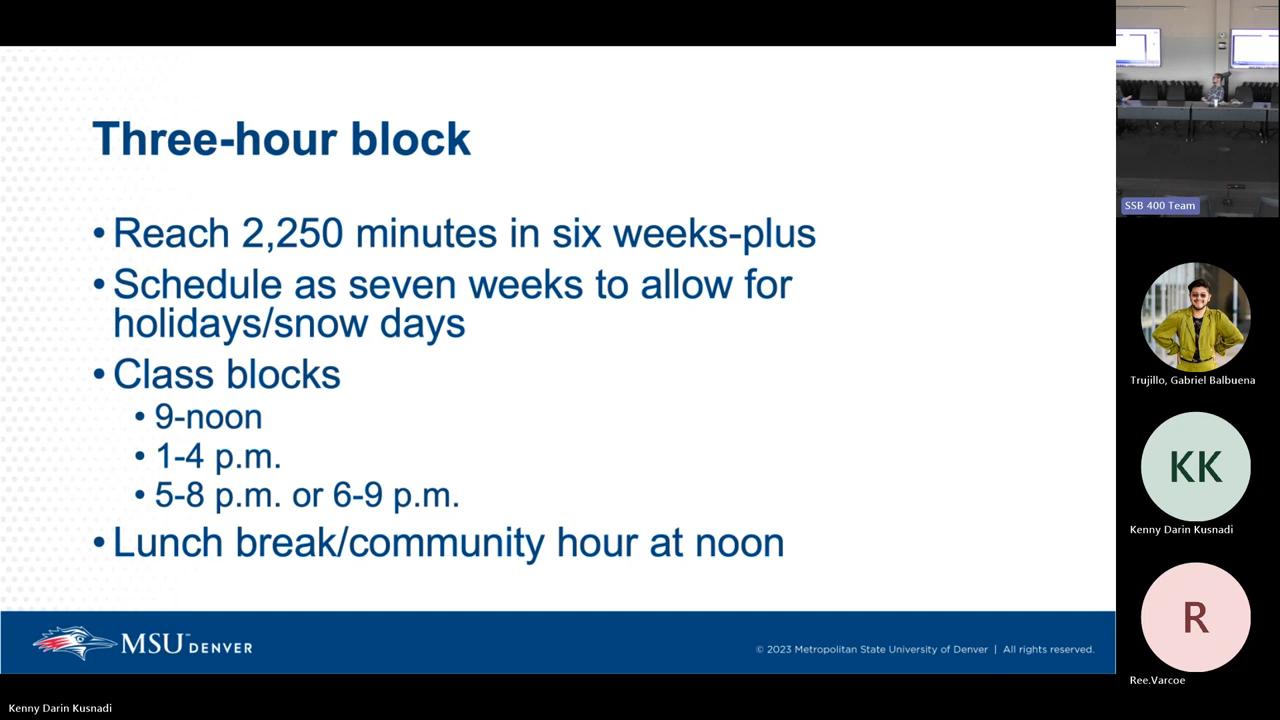 Three-hour block
• Reach 2,250 minutes in six weeks-plus
• Schedule as seven weeks to allow for
holidays/snow days
• Class blocks
• 9-noon
• 1-4 p.m.
• 5-8 p.m. or 6-9 p.m.
• Lunch break/community hour at noon
MSU DENVER
© 2023 Metropolitan State University of Denver | All rights reserved.
SSB 400 Team
Trujillo, Gabriel Balbuena
KK
Kenny Darin Kusnadi
R
Ree.Varcoe
Kenny Darin Kusnadi